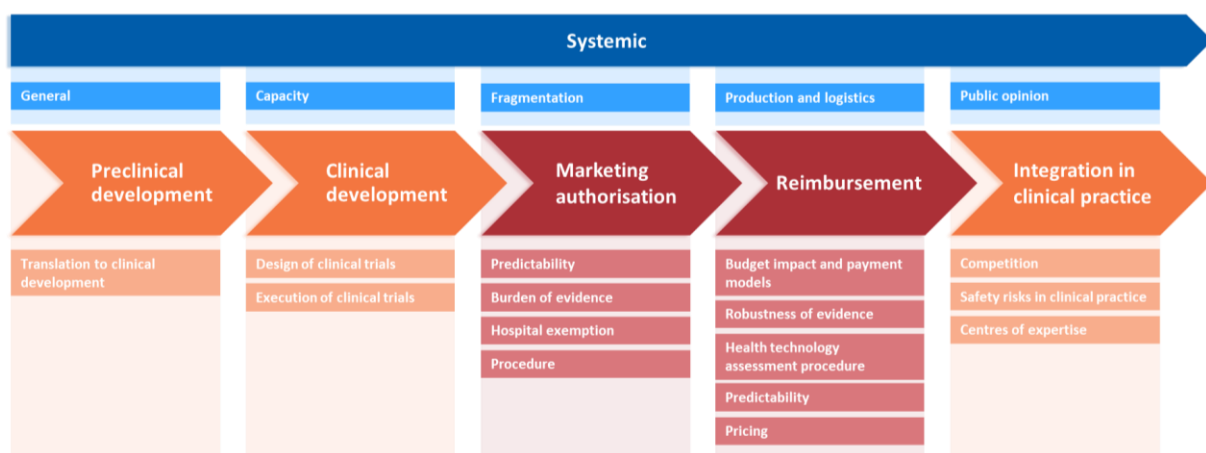 Systemic
General
Capacity
Fragmentation
Production and logistics
Public opinion
Preclinical
development
Clinical
development
Marketing
authorisation
Reimbursement
Integration in
clinical practice
Translation to clinical
development
Design of clinical trials
Execution of clinical trials
Predictability
Burden of evidence
Hospital exemption
Procedure
Budget impact and payment
models
Robustness of evidence
Health technology
assessment procedure
Predictability
Pricing
Competition
Safety risks in clinical practice
Centres of expertise